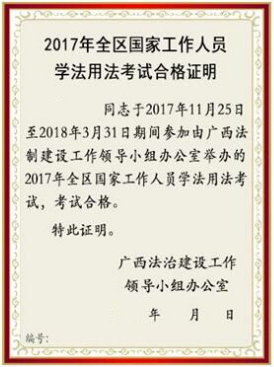 2017年全区国家工作人员
学法用法考试合格证明
同志于2017年11月25日
至2018年3月31日期间参加由广西法
制建设工作领导小组办公室举办的
2017年全区国家工作人员学法用法考
试，考试合格。
特此证明。
广西法治建设工作
领导小组办公室
年 月 日
编号：